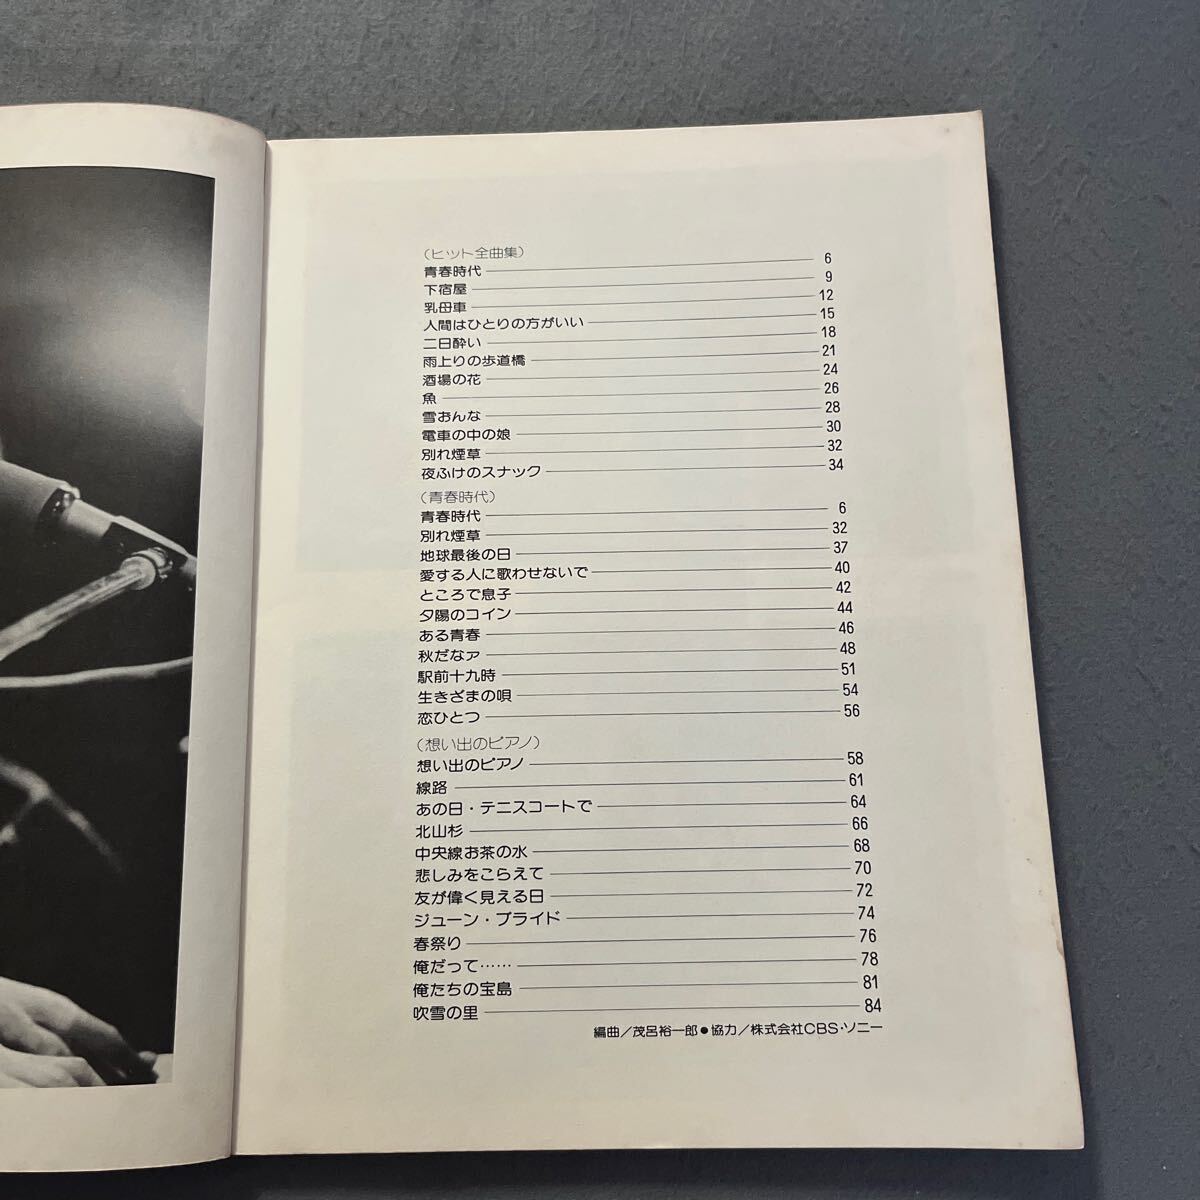 (ヒット全曲集)
青春時代 6
下宿屋 9
乳母車 12
人間はひとりの方がいい 15
二日酔い 18
雨上りの歩道橋 21
酒場の花 24
魚 26
雪おんな 28
電車の中の娘 30
別れ煙草 32
夜ふけのスナック 34
(青春時代)
青春時代 6
別れ煙草 32
地球最後の日 37
愛する人に歌わせないで 40
ところで息子 42
夕陽のコイン 44
ある青春 46
秋だなァ 48
駅前十九時 51
生きざまの唄 54
恋ひとつ 56
(想い出のピアノ)
想い出のピアノ 58
線路 61
あの日・テニスコートで 64
北山杉 66
中央線お茶の水 68
悲しみをこらえて 70
友が偉く見える日 72
ジューン・ブライド 74
春祭り 76
俺だって…… 78
俺たちの宝島 81
吹雪の里 84
編曲/茂呂裕一郎●協力/株式会社CBS・ソニー